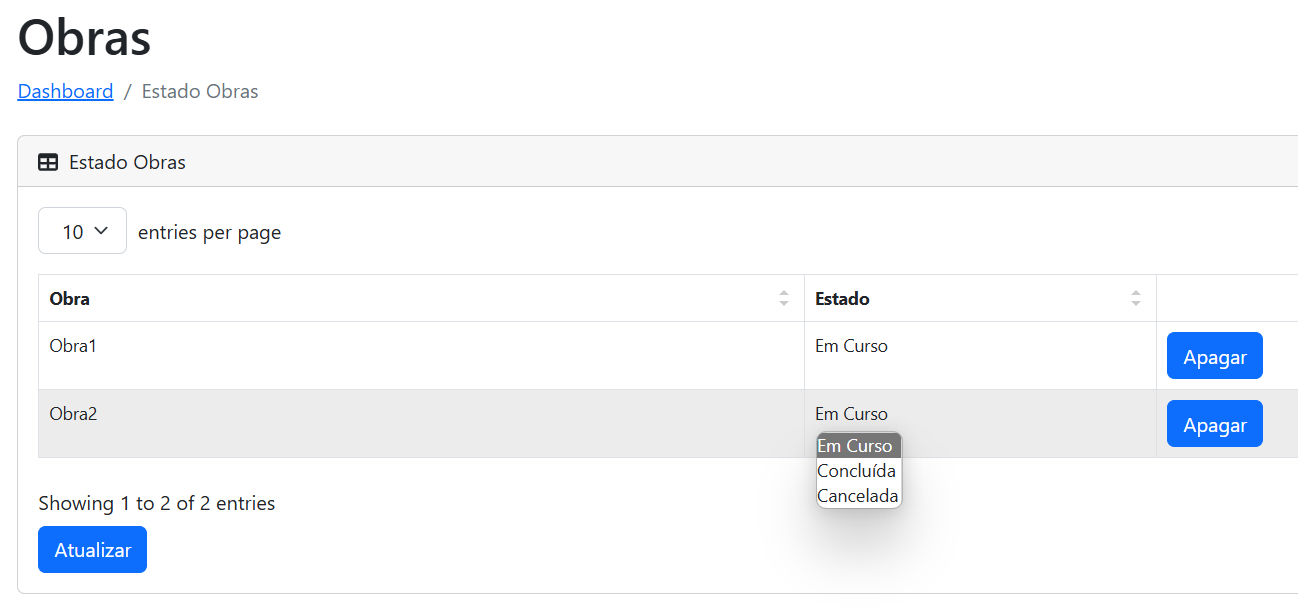 Obras
Dashboard / Estado Obras
Estado Obras
10 entries per page
Obra Estado
Obra1 Em Curso Apagar
Obra2 Em Curso Apagar
Em Curso
Concluída
Cancelada
Showing 1 to 2 of 2 entries
Atualizar